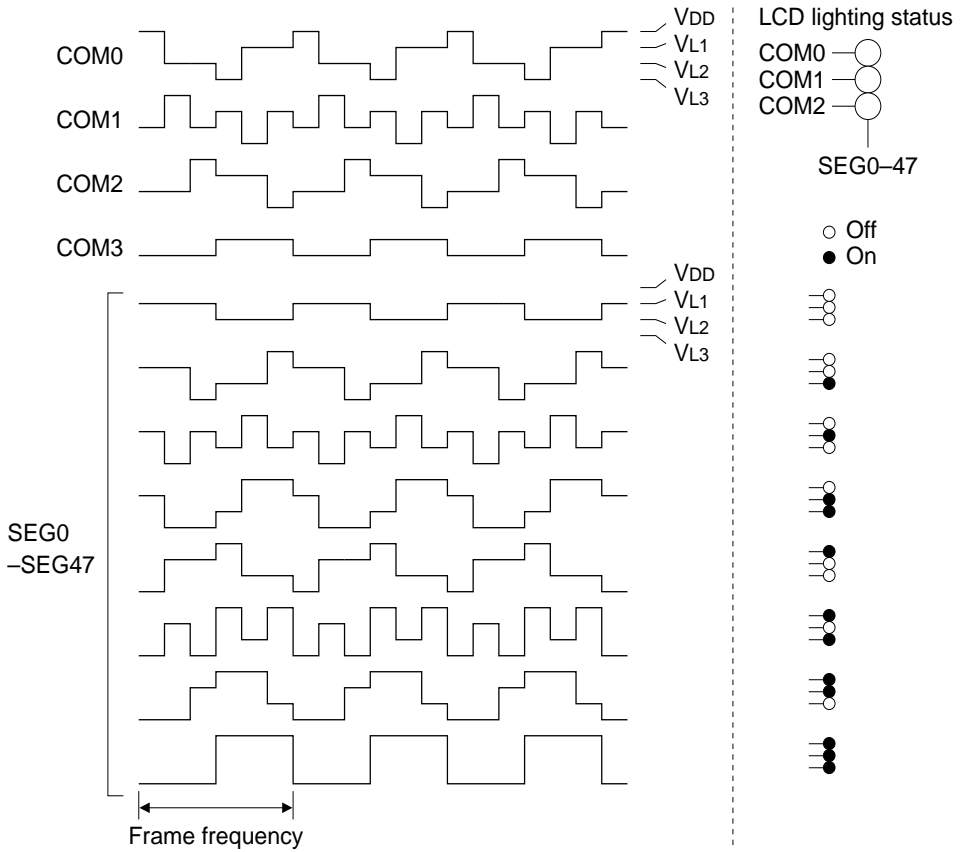 COM0
COM1
COM2
COM3
VDD
VL1
VL2
VL3
VDD
VL1
VL2
VL3
SEG0
–SEG47
Frame frequency
LCD lighting status
COM0
COM1
COM2
SEG0–47
Off
On